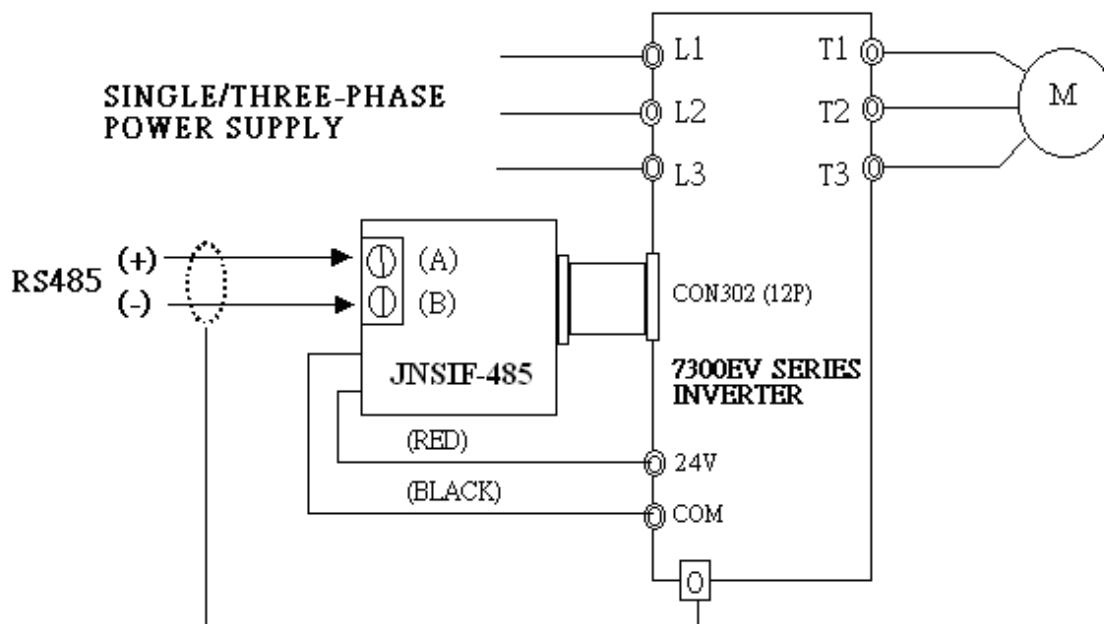 L1
T1
M
SINGLE/THREE-PHASE
POWER SUPPLY
L2
T2
L3
T3
RS485
(+)
(A)
(-)
(B)
CON302 (12P)
JNSIF-485
7300EV SERIES
INVERTER
(RED)
24V
(BLACK)
COM
O